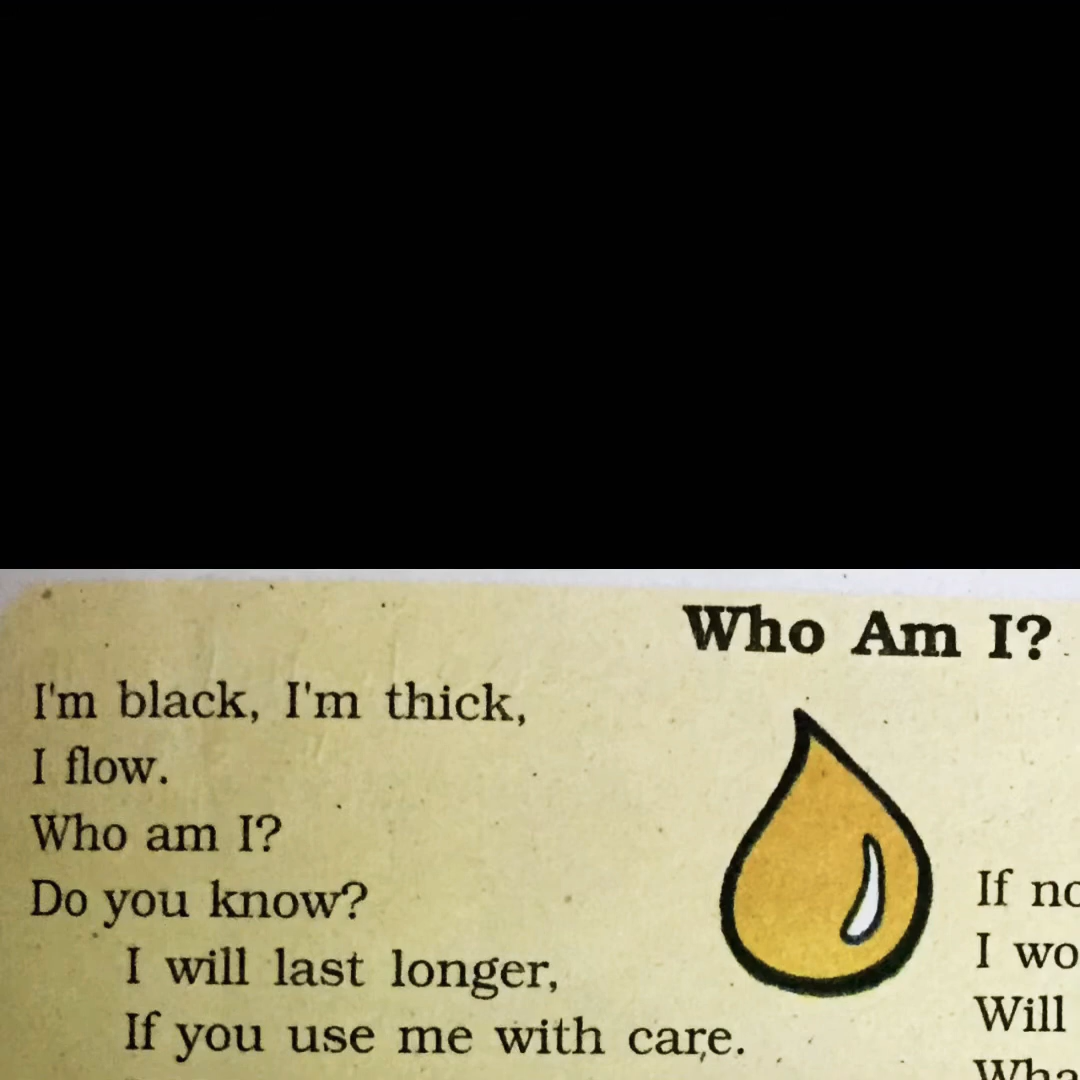 Who Am I?
I'm black, I'm thick,
I flow.
Who am I?
Do you know?
I will last longer,
If you use me with care.
If
I
Will